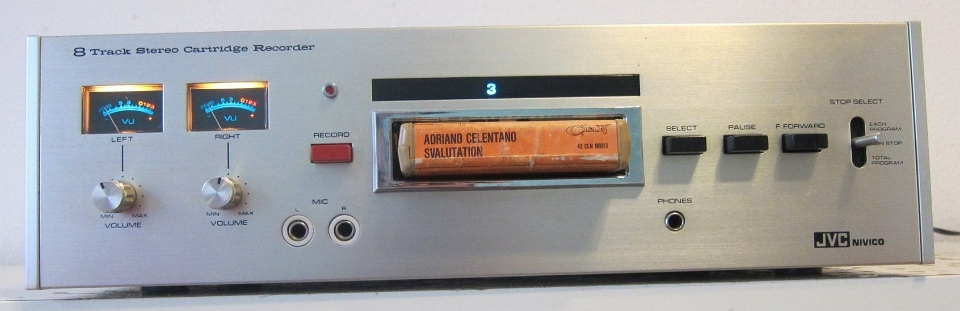 8 Track Stereo Cartridge Recorder
3
STOP SELECT
VU
VU
LEFT
RIGHT
RECORD
ADRIANO CELENTANO
SVALUTATION
SELECT
PAUSE
F.FORWARD
EACH
PROGRAM
STOP
TOTAL
PROGRAM
MIN
MAX
VOLUME
MIN
MAX
VOLUME
MIC
L
R
PHONES
JVC NIVICO